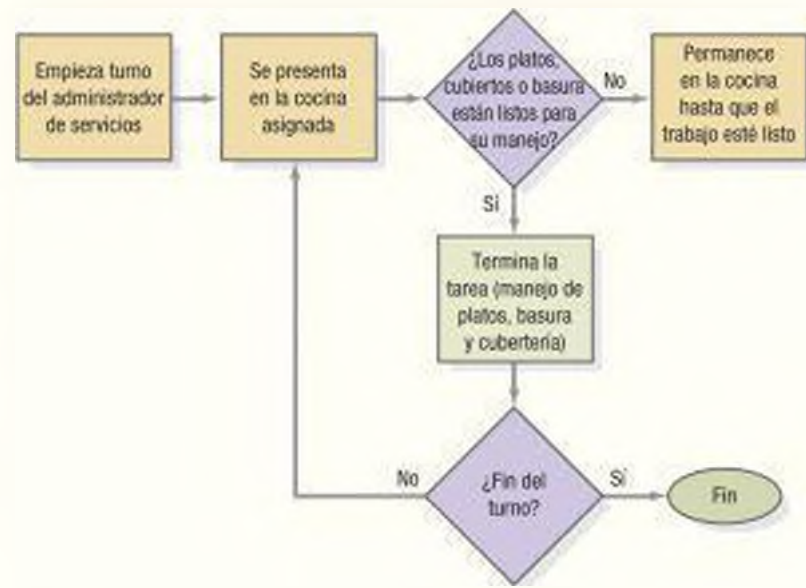 Empieza turno
del administrador
de servicios
Se presenta
en la cocina
asignada
¿Los platos,
cubiertos o basura
están listos para
su manejo?
No
Permanece
en la cocina
hasta que el
trabajo esté listo
Sí
Termina la
tarea (manejo de
platos, basura
y cubertería)
No
¿Fin del
turno?
Sí
Fin